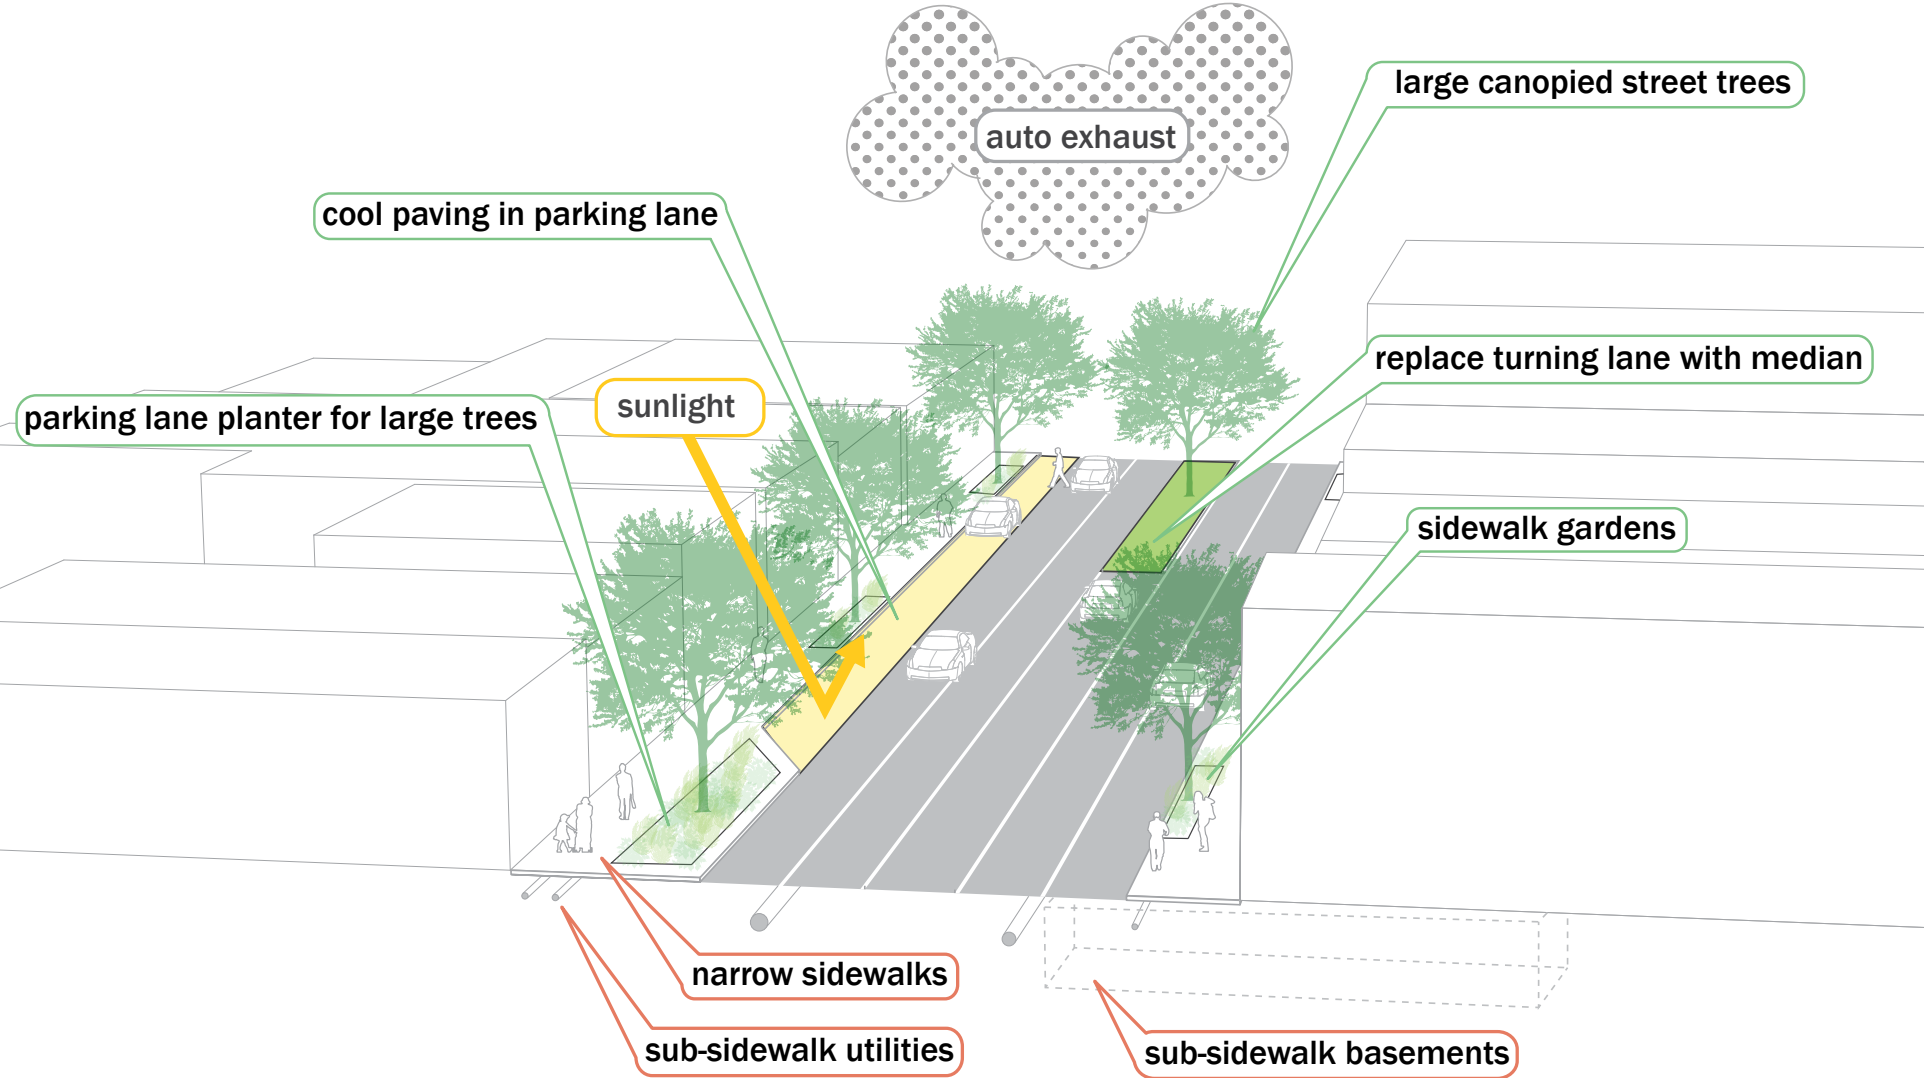 large canopied street trees
auto exhaust
cool paving in parking lane
replace turning lane with median
sunlight
parking lane planter for large trees
sidewalk gardens
narrow sidewalks
sub-sidewalk utilities
sub-sidewalk basements